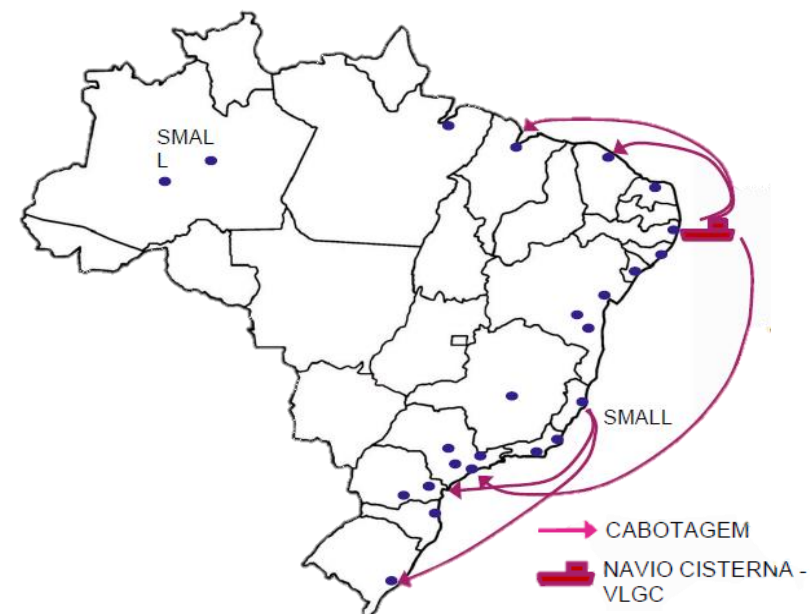 SMAL
L
SMALL
CABOTAGEM
NAVIO CISTERNA -
VLGC